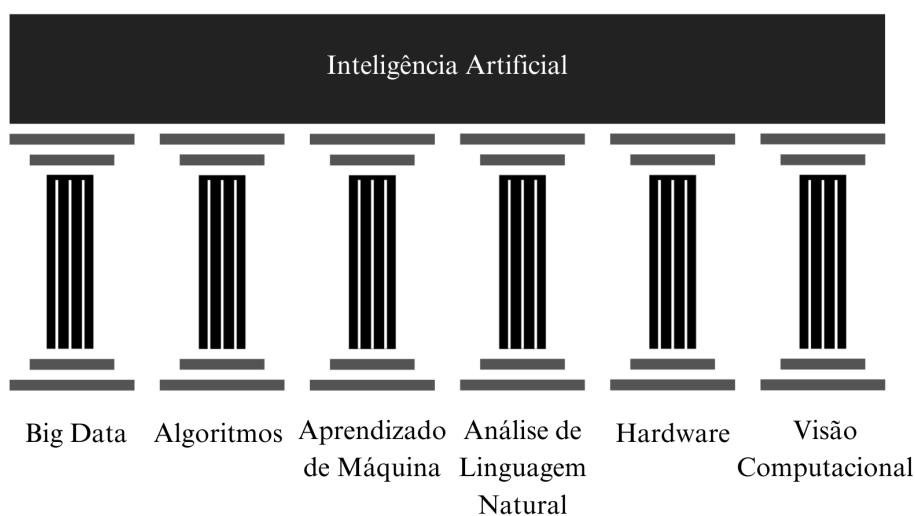 Inteligência Artificial
Big Data
Algoritmos
Aprendizado
de Máquina
Análise de
Linguagem
Natural
Hardware
Visão
Computacional